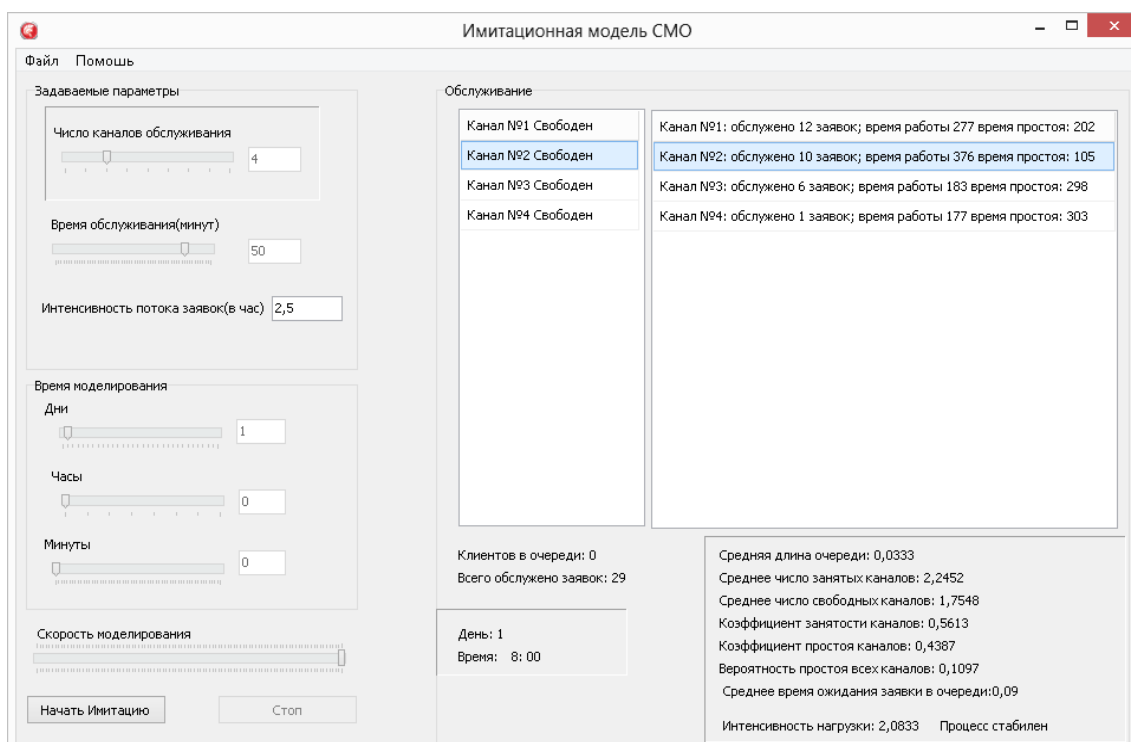 Имитационная модель СМО
Файл Помошь
Задаваемые параметры
Число каналов обслуживания
4
Время обслуживания(минут)
50
Интенсивность потока заявок(в час) 2,5
Время моделирования
Дни
1
Часы
0
Минуты
0
Скорость моделирования
Начать Имитацию Стоп
Обслуживание
Канал №1 Свободен
Канал №2 Свободен
Канал №3 Свободен
Канал №4 Свободен
Канал №1: обслужено 12 заявок; время работы 277 время простоя: 202
Канал №2: обслужено 10 заявок; время работы 376 время простоя: 105
Канал №3: обслужено 6 заявок; время работы 183 время простоя: 298
Канал №4: обслужено 1 заявок; время работы 177 время простоя: 303
Клиентов в очереди: 0
Всего обслужено заявок: 29
День: 1
Время: 8: 00
Средняя длина очереди: 0,0333
Среднее число занятых каналов: 2,2452
Среднее число свободных каналов: 1,7548
Коэффициент занятости каналов: 0,5613
Коэффициент простоя каналов: 0,4387
Вероятность простоя всех каналов: 0,1097
Среднее время ожидания заявки в очереди:0,09
Интенсивность нагрузки: 2,0833 Процесс стабилен